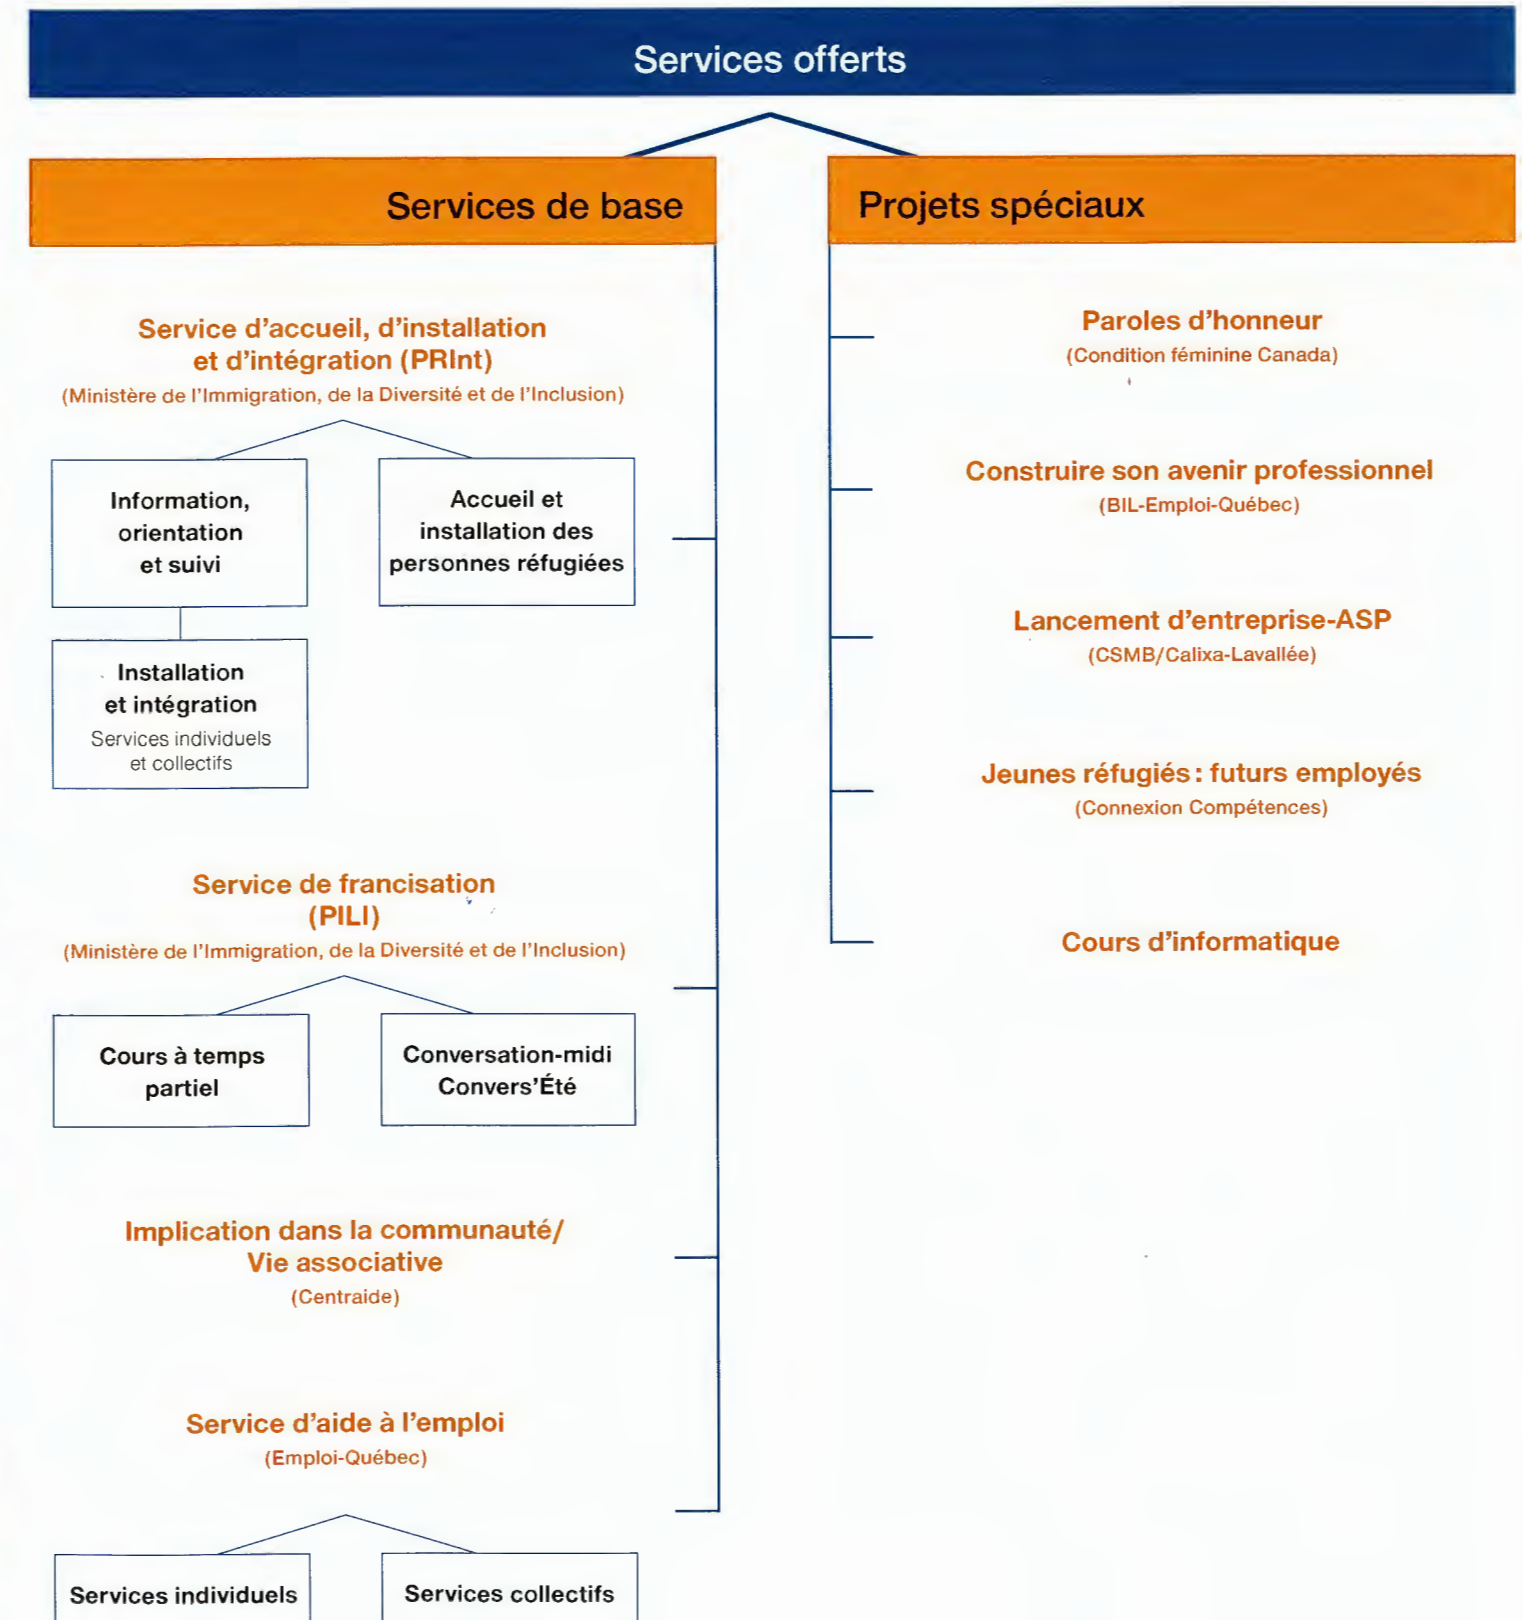 Services offerts
Services de base
Service d'accueil, d'installation
et d'intégration (PRInt)
(Ministère de l'Immigration, de la Diversité et de l'Inclusion)
Information,
orientation
et suivi
Accueil et
installation des
personnes réfugiées
Installation
et intégration
Services individuels
et collectifs
Service de francisation
(PILI)
(Ministère de l'Immigration, de la Diversité et de l'Inclusion)
Cours à temps
partiel
Conversation-midi
Convers'Été
Implication dans la communauté/
Vie associative
(Centraide)
Service d'aide à l'emploi
(Emploi-Québec)
Services individuels
Services collectifs
Projets spéciaux
Paroles d'honneur
(Condition féminine Canada)
Construire son avenir professionnel
(BIL-Emploi-Québec)
Lancement d'entreprise-ASP
(CSMB/Calixa-Lavallée)
Jeunes réfugiés : futurs employés
(Connexion Compétences)
Cours d'informatique